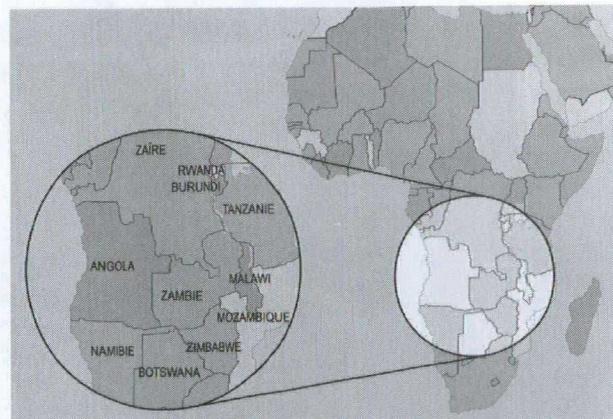 ZAÏRE
RWANDA
BURUNDI
TANZANIE
ANGOLA
MALAWI
ZAMBIE
MOZAMBIQUE
NAMIBIE
ZIMBABWE
BOTSWANA